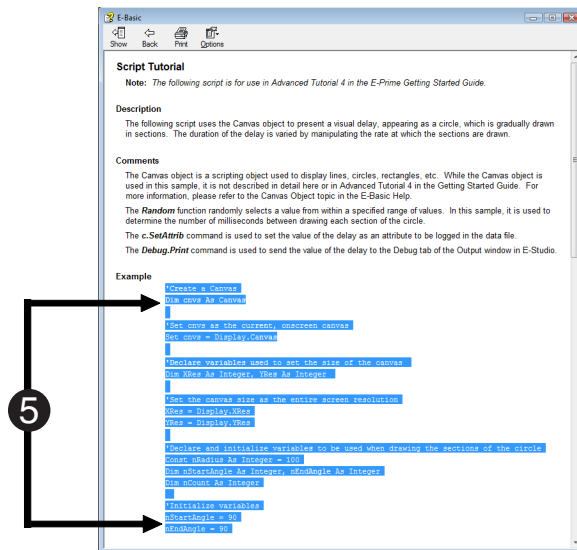 E-Basic
Show Back Print Options
Script Tutorial
Note: The following script is for use in Advanced Tutorial 4 in the E-Prime Getting Started Guide.
Description
The following script uses the Canvas object to present a visual delay, appearing as a circle, which is gradually drawn
in sections. The duration of the delay is varied by manipulating the rate at which the sections are drawn.
Comments
The Canvas object is a scripting object used to display lines, circles, rectangles, etc. While the Canvas object is
used in this sample, it is not described in detail here or in Advanced Tutorial 4 in the Getting Started Guide. For
more information, please refer to the Canvas Object topic in the E-Basic Help.
The Random function randomly selects a value from within a specified range of values. In this sample, it is used to
determine the number of milliseconds between drawing each section of the circle.
The c.SetAttrib command is used to set the value of the delay as an attribute to be logged in the data file.
The Debug.Print command is used to send the value of the delay to the Debug tab of the Output window in E-Studio.
Example
'Create a Canvas
Dim cnvs As Canvas
'Set cnvs as the current, onscreen canvas
Set cnvs = Display.Canvas
'Declare variables used to set the size of the canvas
Dim XRes As Integer, YRes As Integer
'Set the canvas size as the entire screen resolution
XRes = Display.XRes
YRes = Display.YRes
5
'Declare and initialize variables to be used when drawing the sections of the circle
Const nRadius As Integer = 100
Dim nStartAngle As Integer, nEndAngle As Integer
Dim nCount As Integer
'Initialize variables
nStartAngle = 90
nEndAngle = 90